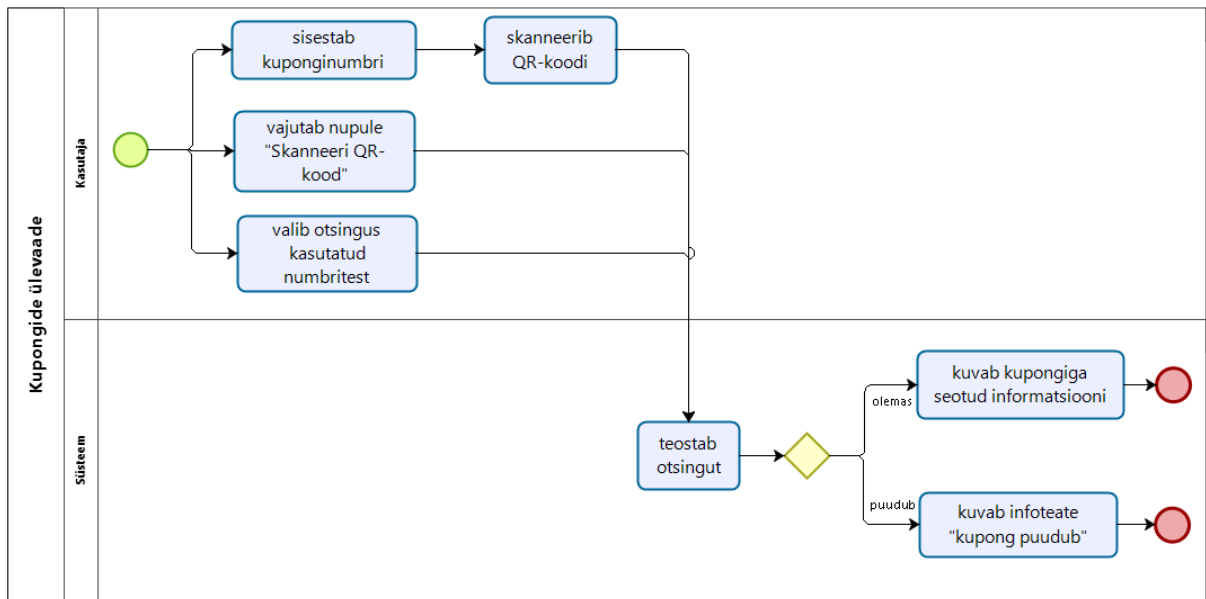 Kupongide ülevaade
Kasutaja
sisestab
kuponginumbri
skanneerib
QR-koodi
vajutab nupule
"Skanneeri QR-
kood"
valib otsingus
kasutatud
numbritest
Süsteem
teostab
otsingut
olemas
kuvab kupongiga
seotud informatsiooni
puudub
kuvab infoteate
"kupong puudub"